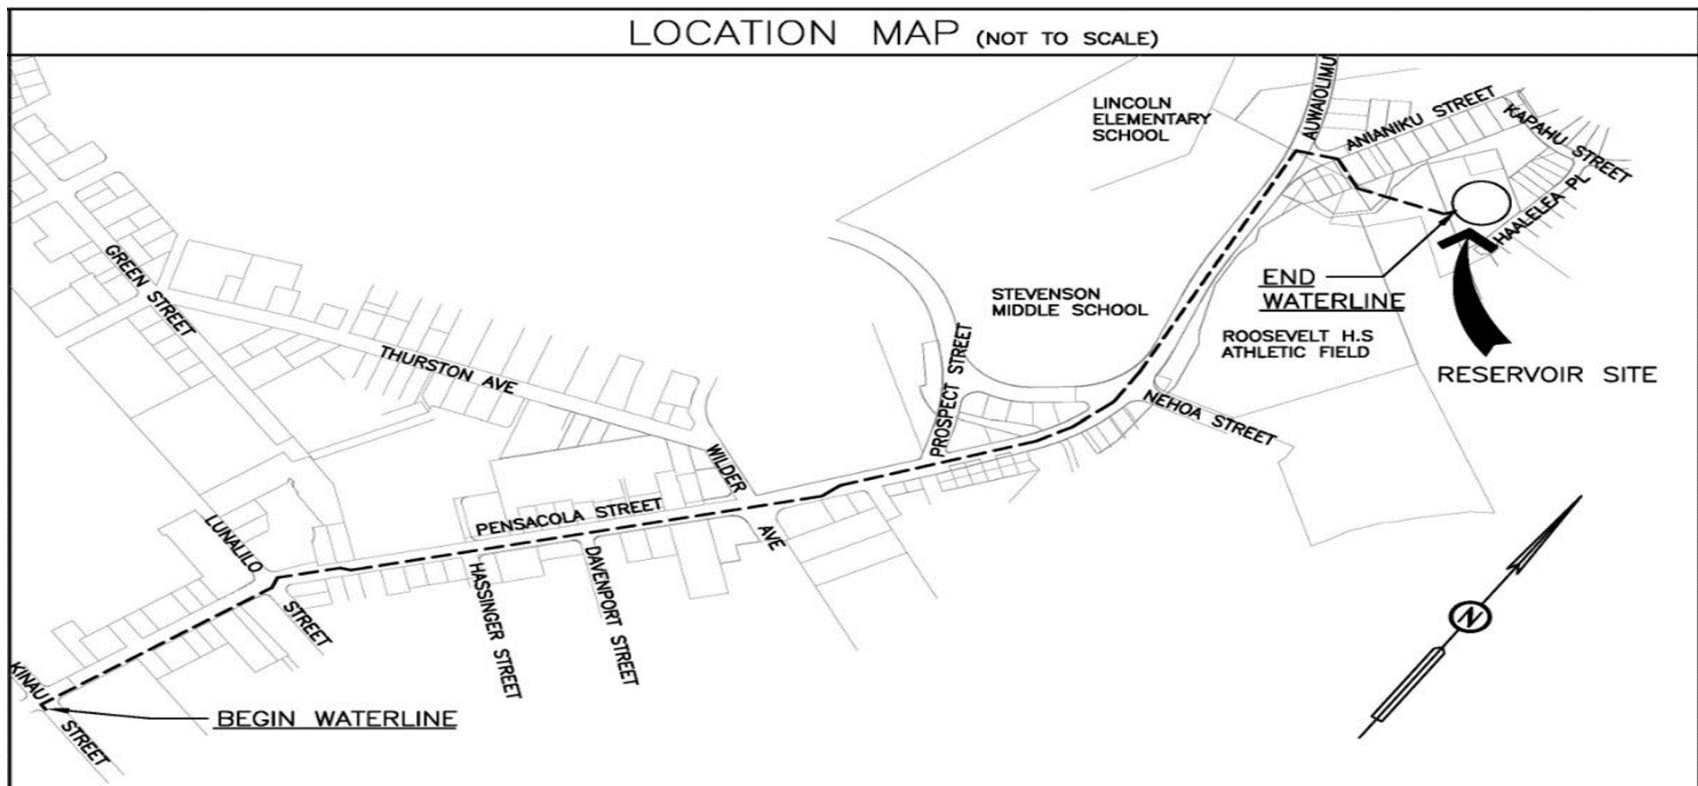 LOCATION MAP (NOT TO SCALE)
LINCOLN
ELEMENTARY
SCHOOL
AUWAIOLIMU
ANIANIKU STREET
KAPAHU STREET
HAALELEA PL
GREEN STREET
THURSTON AVE
STEVENSON
MIDDLE SCHOOL
END
WATERLINE
ROOSEVELT H.S
ATHLETIC FIELD
RESERVOIR SITE
PROSPECT STREET
NEHOA STREET
WILDER
AVE
PENSACOLA STREET
LUNALILO
STREET
HASSINGER STREET
DAVENPORT STREET
KINAU
STREET
BEGIN WATERLINE
N